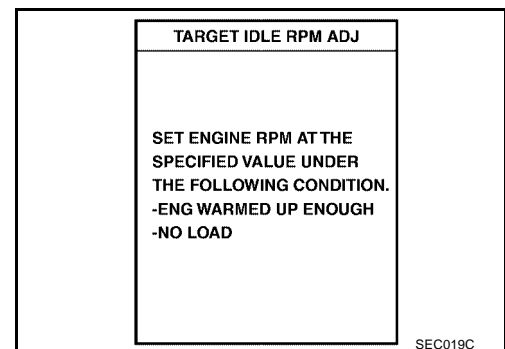 TARGET IDLE RPM ADJ
SET ENGINE RPM AT THE
SPECIFIED VALUE UNDER
THE FOLLOWING CONDITION.
-ENG WARMED UP ENOUGH
-NO LOAD
SEC019C